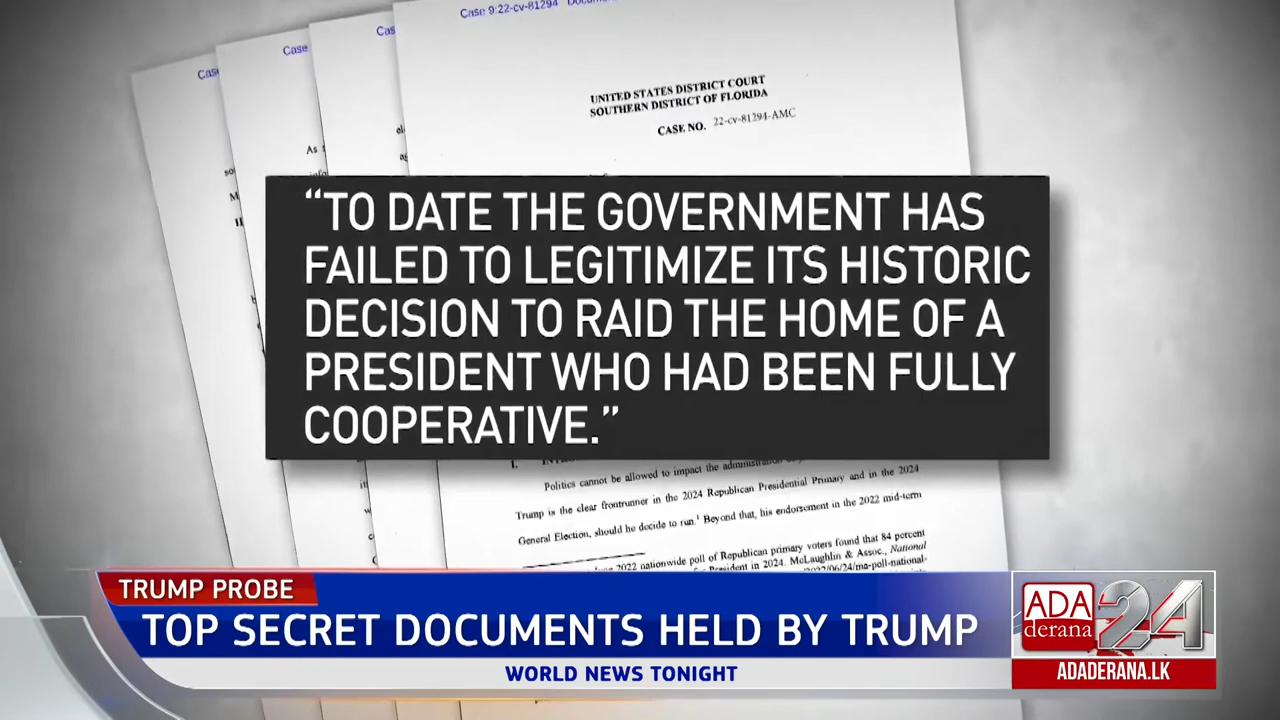 Case 9:22-cv-81294
Cas
Case
Case
UNITED STATES DISTRICT COURT
SOUTHERN DISTRICT OF FLORIDA
CASE NO. 22-cv-81294-AMC
As
“TO DATE THE GOVERNMENT HAS
FAILED TO LEGITIMIZE ITS HISTORIC
DECISION TO RAID THE HOME OF A
PRESIDENT WHO HAD BEEN FULLY
COOPERATIVE.”
I.
Politics cannot be allowed to impact the
Trump is the clear frontrunner in the 2024 Republican Presidential Primary and in the 2024
General Election, should he decide to run.¹ Beyond that, his endorsement in the 2022 mid-term
2022 nationwide poll of Republican primary voters found that 84 percent
President in 2024. McLaughlin & Assoc., National
TRUMP PROBE
TOP SECRET DOCUMENTS HELD BY TRUMP
WORLD NEWS TONIGHT
ADA
derana
24
ADADERANA.LK